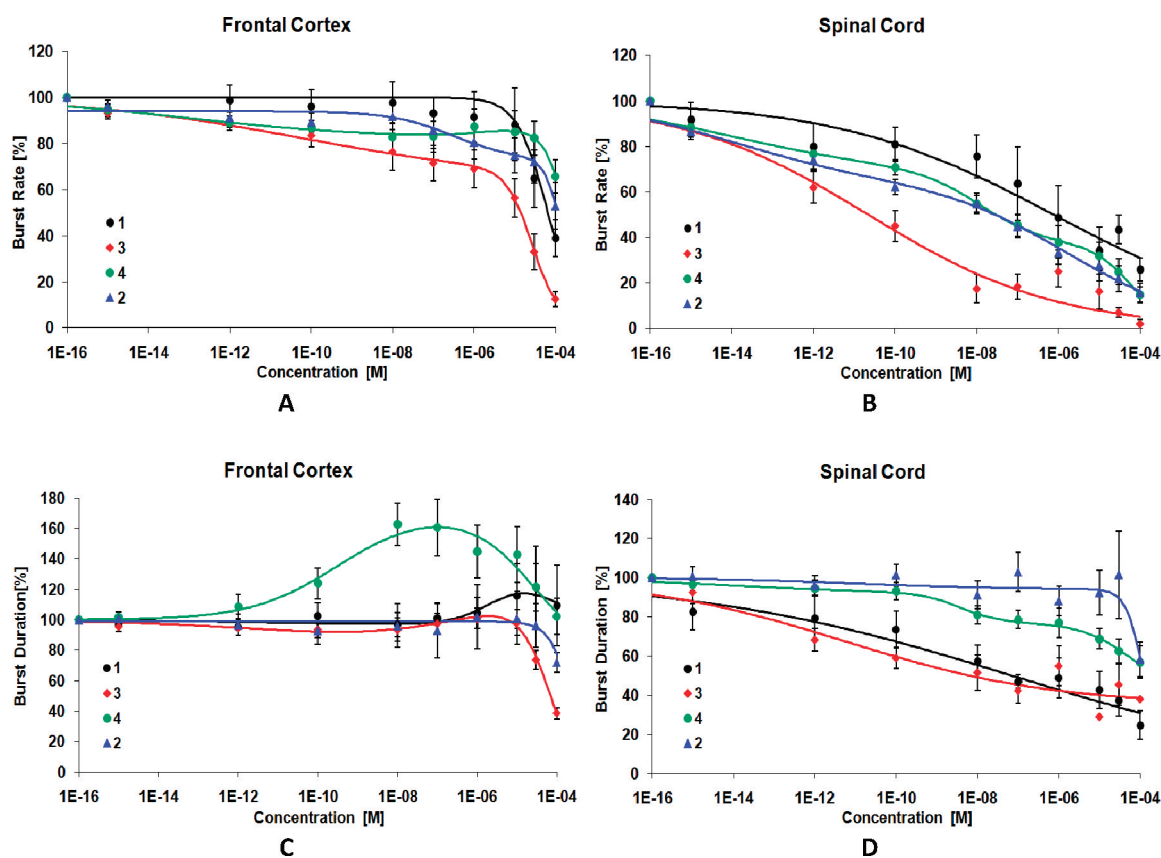 Frontal Cortex
120
100
80
60
40
20
0
Burst Rate [%]
1
3
4
2
1E-16 1E-14 1E-12 1E-10 1E-08 1E-06 1E-04
Concentration [M]
A
Spinal Cord
120
100
80
60
40
20
0
Burst Rate [%]
1
3
4
2
1E-16 1E-14 1E-12 1E-10 1E-08 1E-06 1E-04
Concentration [M]
B
Frontal Cortex
180
160
140
120
100
80
60
40
20
0
Burst Duration[%]
1
3
4
2
1E-16 1E-14 1E-12 1E-10 1E-08 1E-06 1E-04
Concentration [M]
C
Spinal Cord
140
120
100
80
60
40
20
0
Burst Duration [%]
1
3
4
2
1E-16 1E-14 1E-12 1E-10 1E-08 1E-06 1E-04
Concentration [M]
D